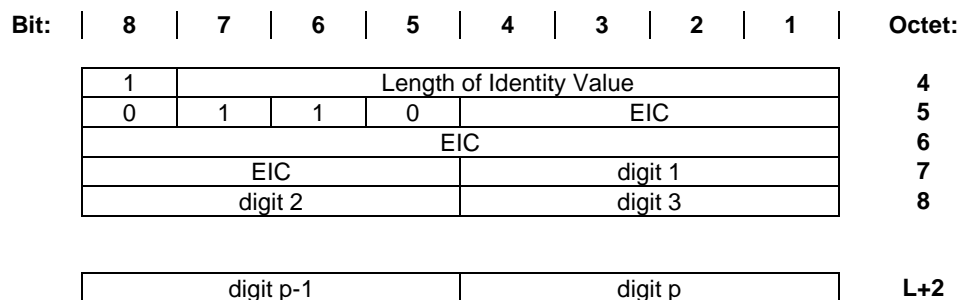 Bit: 8 7 6 5 4 3 2 1 Octet:
1 Length of Identity Value 4
0 1 1 0 EIC 5
EIC 6
EIC digit 1 7
digit 2 digit 3 8
digit p-1 digit p L+2